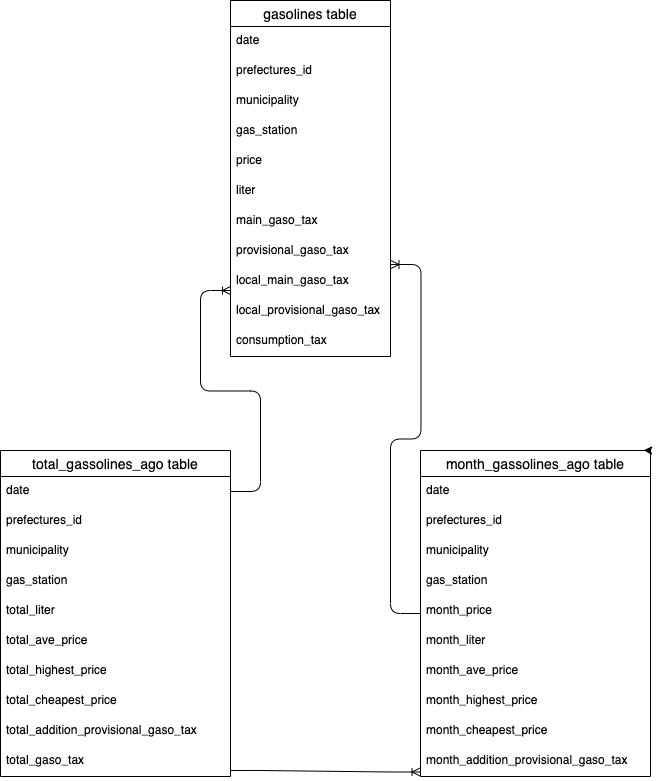 gasolines table
date
prefectures_id
municipality
gas_station
price
liter
main_gaso_tax
provisional_gaso_tax
local_main_gaso_tax
local_provisional_gaso_tax
consumption_tax
total_gassolines_ago table
date
prefectures_id
municipality
gas_station
total_liter
total_ave_price
total_highest_price
total_cheapest_price
total_addition_provisional_gaso_tax
total_gaso_tax
month_gassolines_ago table
date
prefectures_id
municipality
gas_station
month_price
month_liter
month_ave_price
month_highest_price
month_cheapest_price
month_addition_provisional_gaso_tax